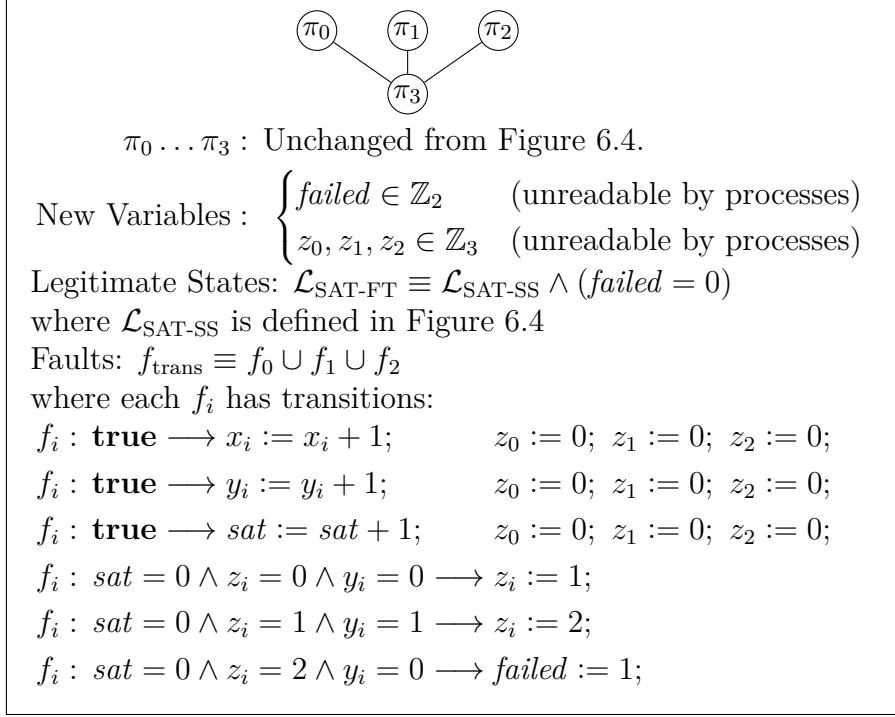 π₀ π₁ π₂
π₃
π₀ … π₃ : Unchanged from Figure 6.4.
New Variables : { failed ∈ ℤ₂ (unreadable by processes)
z₀, z₁, z₂ ∈ ℤ₃ (unreadable by processes)
Legitimate States: 𝓛_SAT-FT ≡ 𝓛_SAT-SS ∧ (failed = 0)
where 𝓛_SAT-SS is defined in Figure 6.4
Faults: f_trans ≡ f₀ ∪ f₁ ∪ f₂
where each fᵢ has transitions:
fᵢ : true ⟶ xᵢ := xᵢ + 1; z₀ := 0; z₁ := 0; z₂ := 0;
fᵢ : true ⟶ yᵢ := yᵢ + 1; z₀ := 0; z₁ := 0; z₂ := 0;
fᵢ : true ⟶ sat := sat + 1; z₀ := 0; z₁ := 0; z₂ := 0;
fᵢ : sat = 0 ∧ zᵢ = 0 ∧ yᵢ = 0 ⟶ zᵢ := 1;
fᵢ : sat = 0 ∧ zᵢ = 1 ∧ yᵢ = 1 ⟶ zᵢ := 2;
fᵢ : sat = 0 ∧ zᵢ = 2 ∧ yᵢ = 0 ⟶ failed := 1;